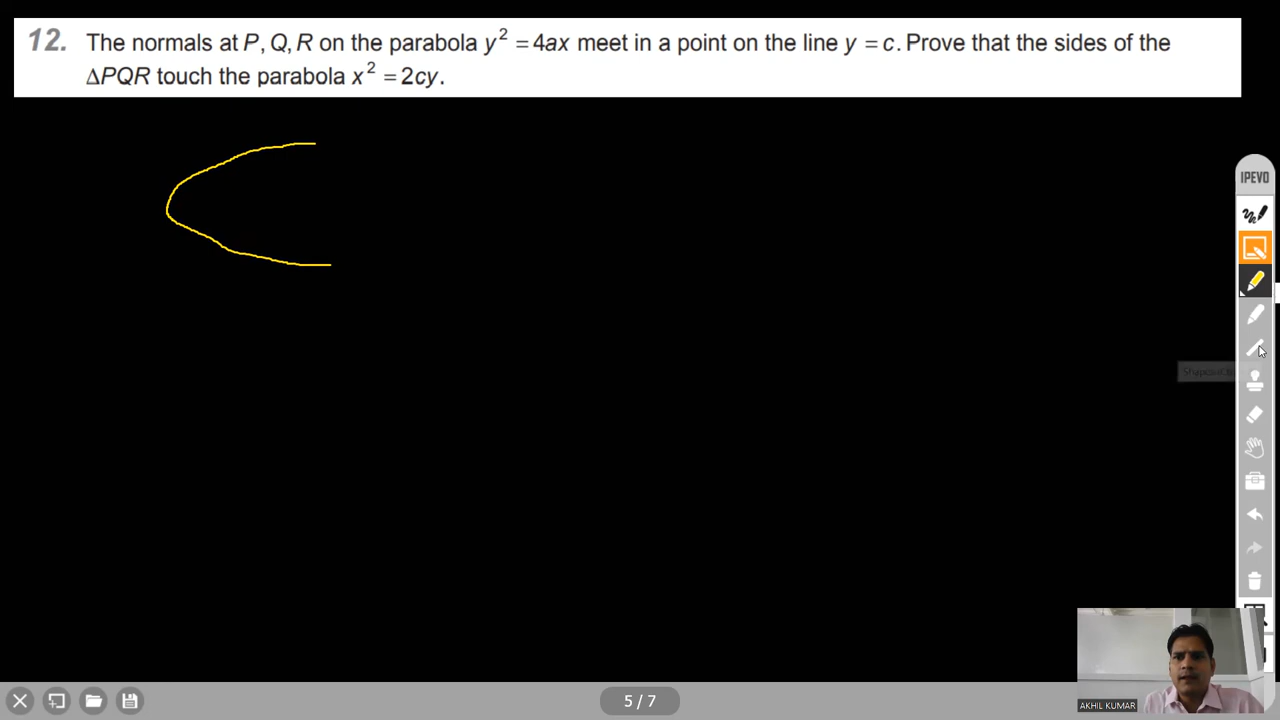 12. The normals at P, Q, R on the parabola y² = 4ax meet in a point on the line y = c. Prove that the sides of the
ΔPQR touch the parabola x² = 2cy.
IPEVO
5 / 7
AKHIL KUMAR